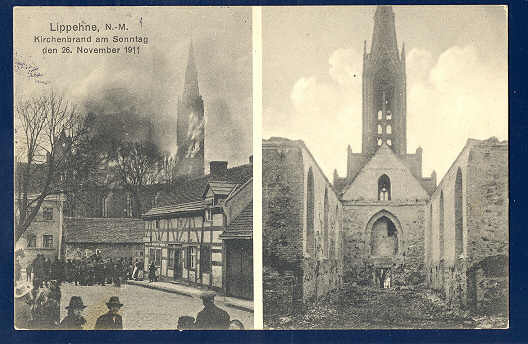 Lippehne, N.-M.
Kirchenbrand am Sonntag
den 26. November 1911